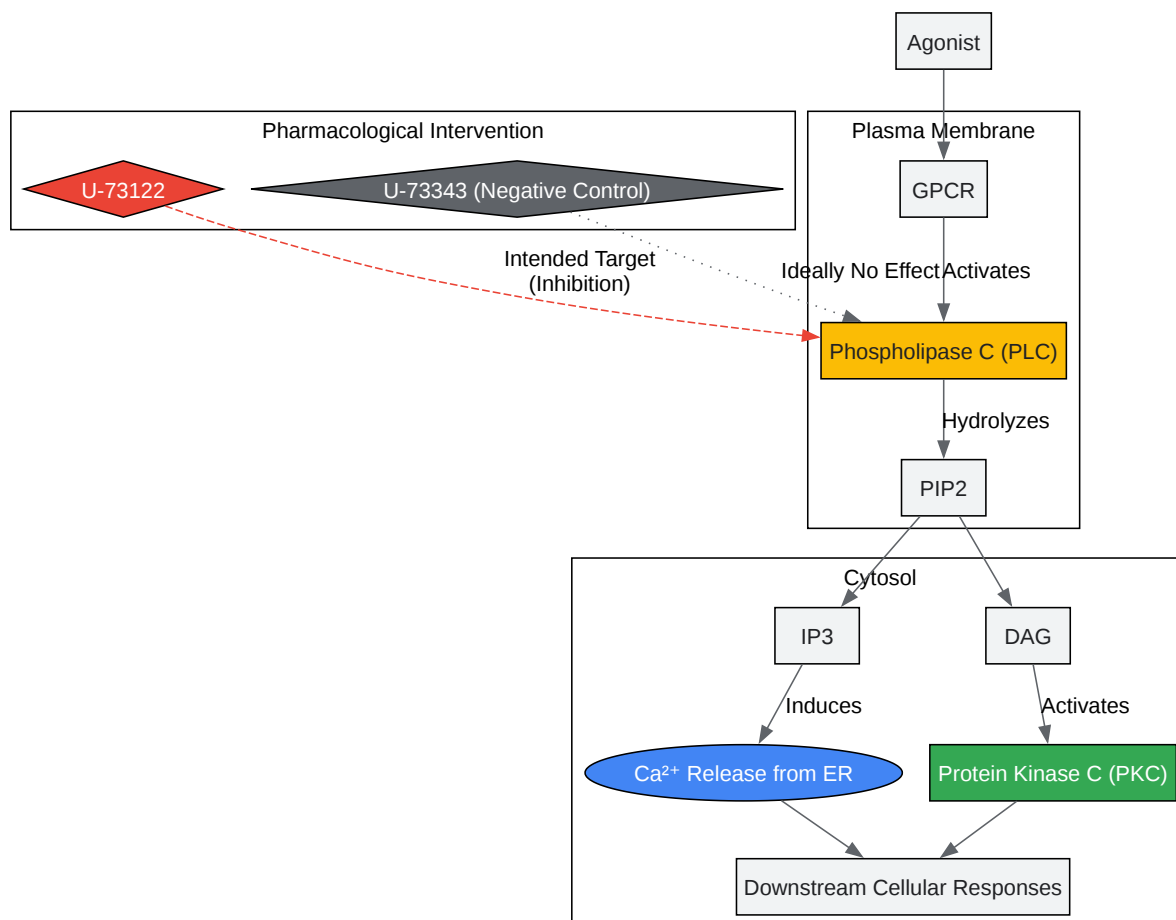 Agonist
Pharmacological Intervention
Plasma Membrane
U-73122
U-73343 (Negative Control)
GPCR
Intended Target
(Inhibition)
Ideally No Effect
Activates
Phospholipase C (PLC)
Hydrolyzes
PIP2
Cytosol
IP3
DAG
Induces
Activates
Ca²⁺ Release from ER
Protein Kinase C (PKC)
Downstream Cellular Responses